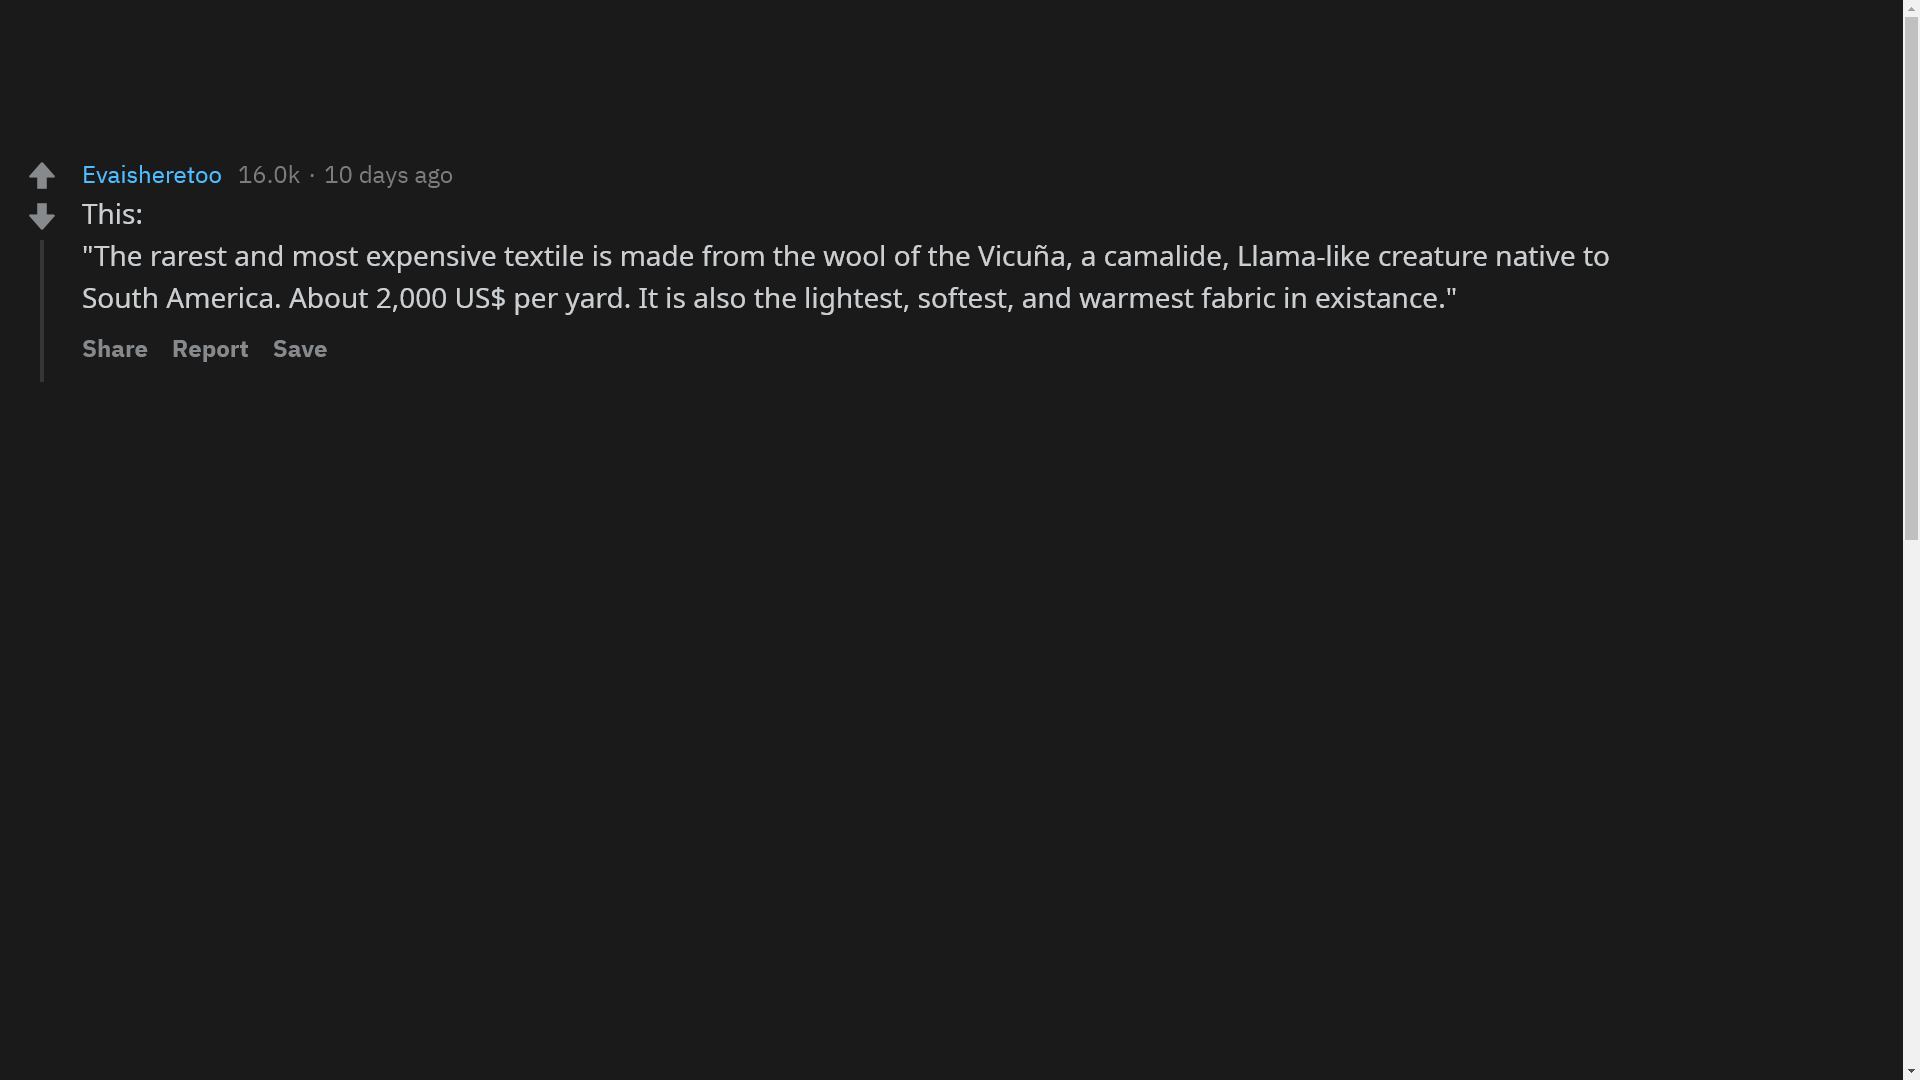 Evaisheretoo 16.0k · 10 days ago
This:
"The rarest and most expensive textile is made from the wool of the Vicuña, a camalide, Llama-like creature native to
South America. About 2,000 US$ per yard. It is also the lightest, softest, and warmest fabric in existance."
Share Report Save